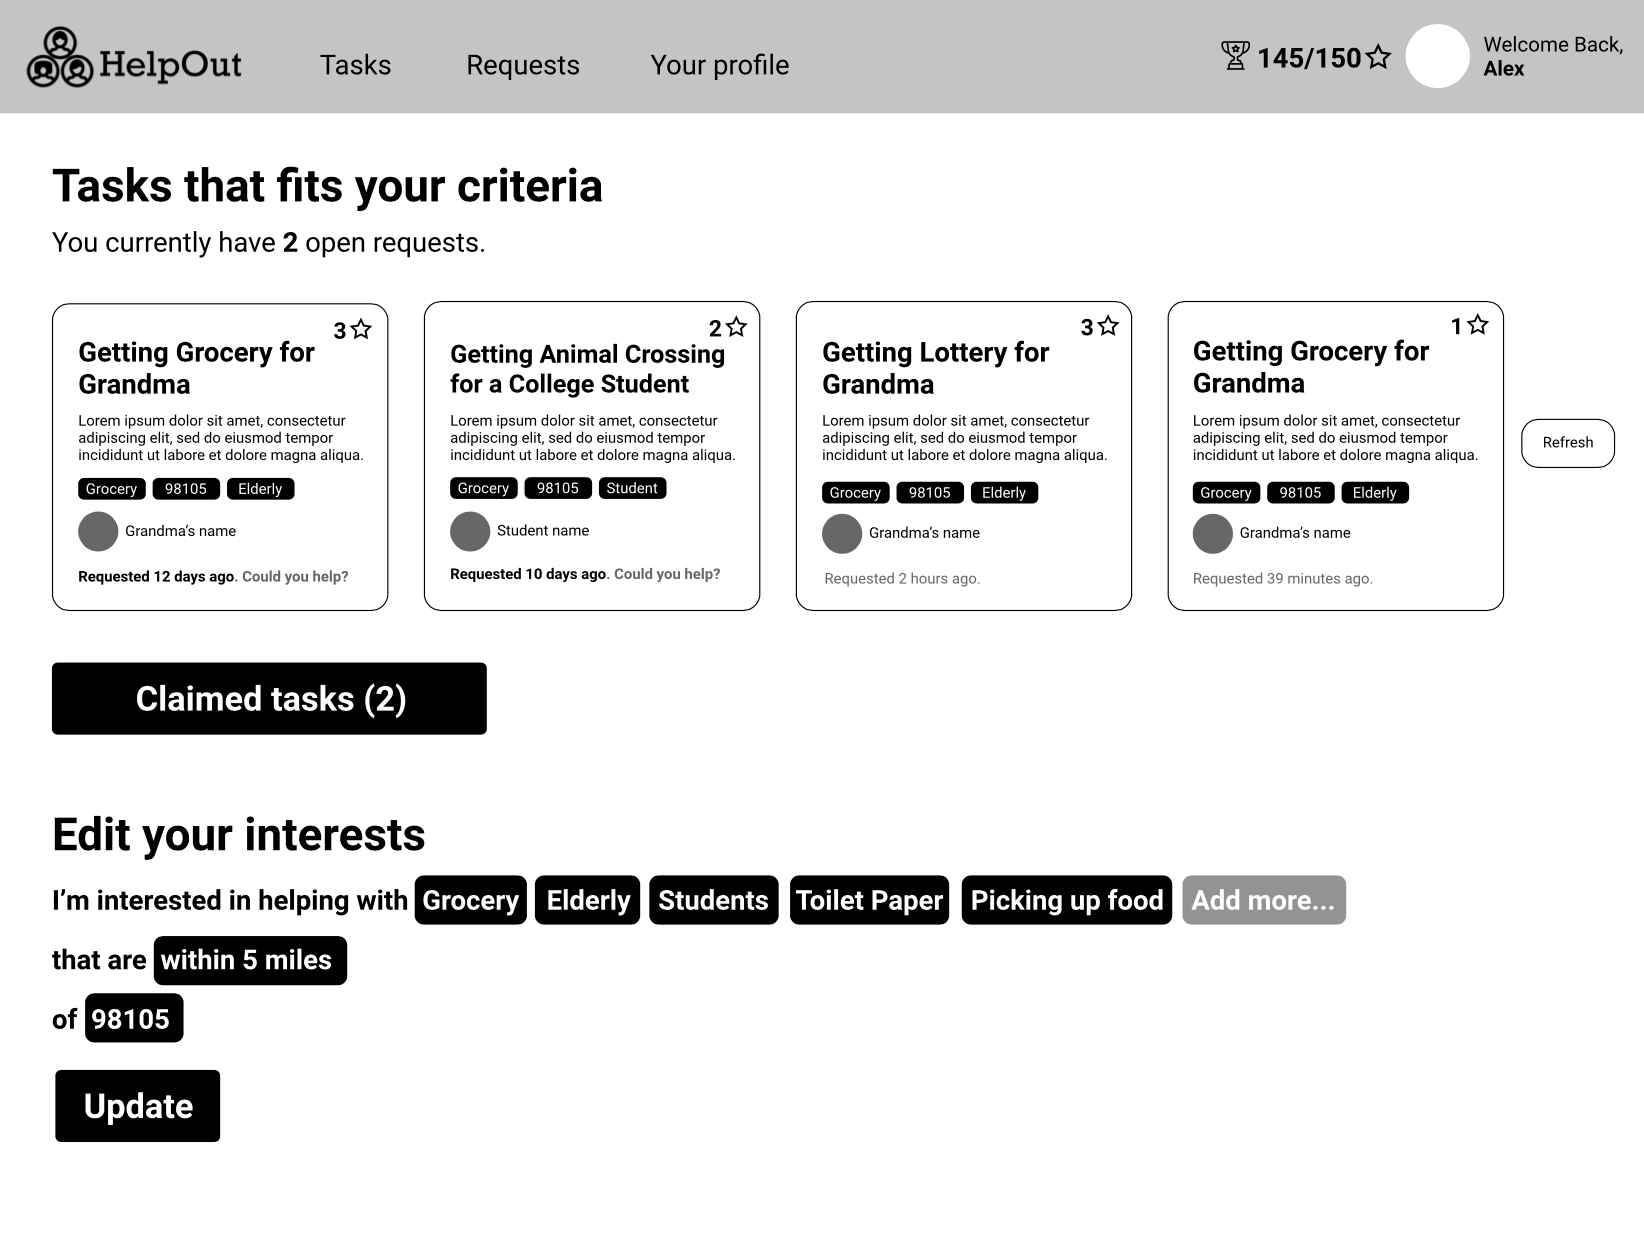 HelpOut
Tasks
Requests
Your profile
145/150
Welcome Back,
Alex
Tasks that fits your criteria
You currently have 2 open requests.
3
Getting Grocery for
Grandma
Lorem ipsum dolor sit amet, consectetur
adipiscing elit, sed do eiusmod tempor
incididunt ut labore et dolore magna aliqua.
Grocery 98105 Elderly
Grandma’s name
Requested 12 days ago. Could you help?
2
Getting Animal Crossing
for a College Student
Lorem ipsum dolor sit amet, consectetur
adipiscing elit, sed do eiusmod tempor
incididunt ut labore et dolore magna aliqua.
Grocery 98105 Student
Student name
Requested 10 days ago. Could you help?
3
Getting Lottery for
Grandma
Lorem ipsum dolor sit amet, consectetur
adipiscing elit, sed do eiusmod tempor
incididunt ut labore et dolore magna aliqua.
Grocery 98105 Elderly
Grandma’s name
Requested 2 hours ago.
1
Getting Grocery for
Grandma
Lorem ipsum dolor sit amet, consectetur
adipiscing elit, sed do eiusmod tempor
incididunt ut labore et dolore magna aliqua.
Grocery 98105 Elderly
Grandma’s name
Requested 39 minutes ago.
Refresh
Claimed tasks (2)
Edit your interests
I’m interested in helping with Grocery Elderly Students Toilet Paper Picking up food Add more...
that are within 5 miles
of 98105
Update